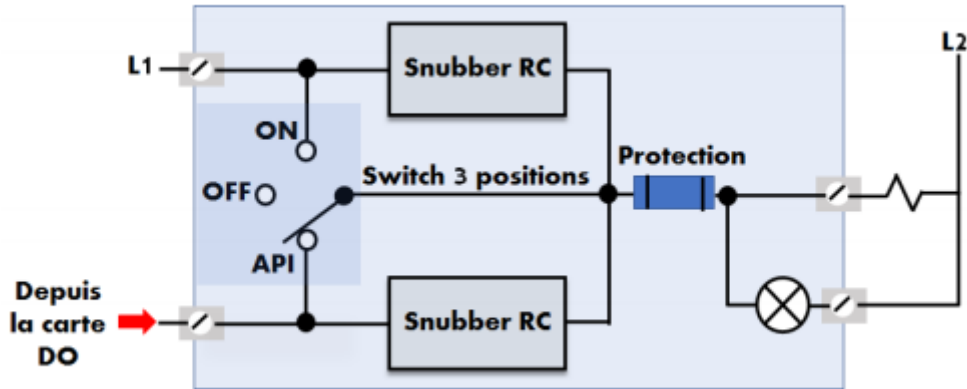 L1
Snubber RC
L2
ON
OFF
Switch 3 positions
Protection
API
Depuis
la carte
DO
Snubber RC